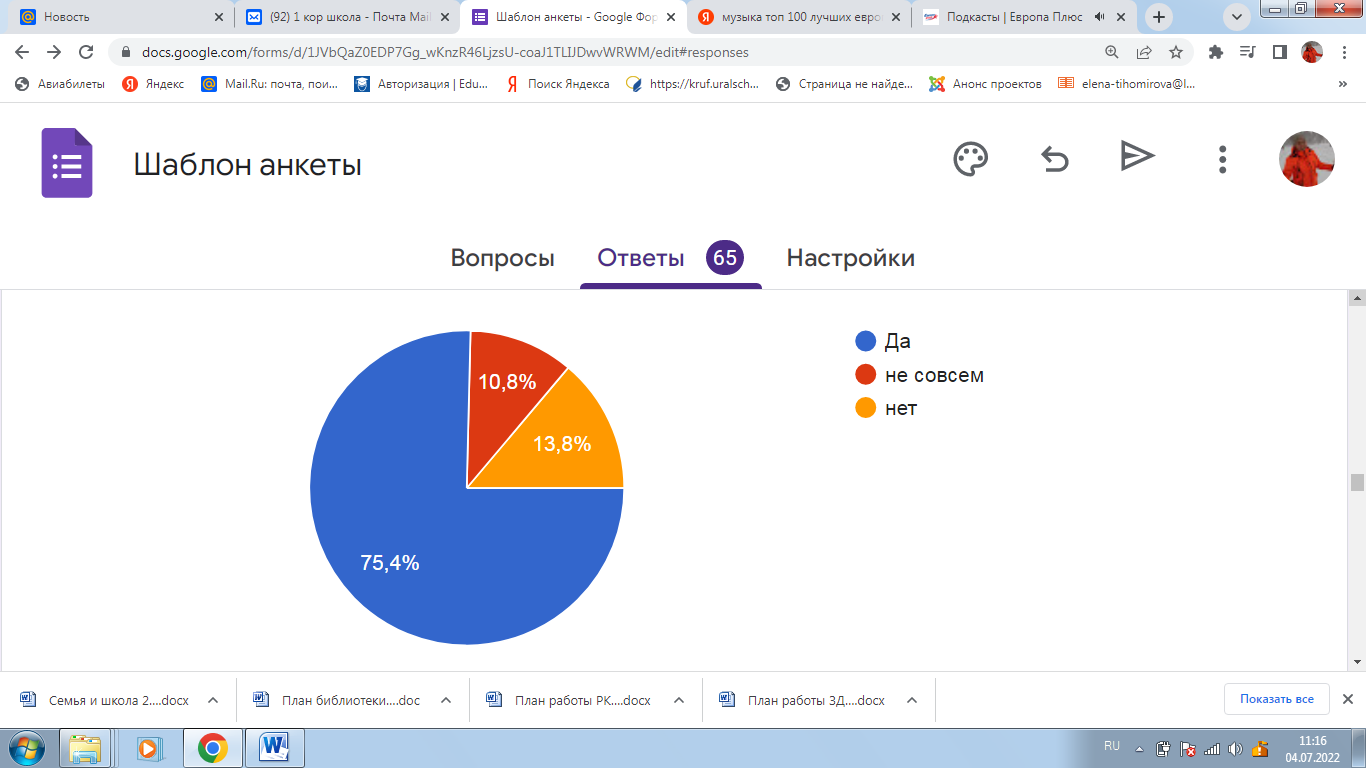 Новость
(92) 1 кор школа - Почта Mail
Шаблон анкеты - Google Фор
музыка топ 100 лучших евро
Подкасты | Европа Плюс
docs.google.com/forms/d/1JVbQaZ0EDP7Gg_wKnzR46LjzsU-coaJ1TLIJDwvWRWM/edit#responses
Авиабилеты
Яндекс
Mail.Ru: почта, пои...
Авторизация | Edu...
Поиск Яндекса
https://kruf.uralsch...
Страница не найде...
Анонс проектов
elena-tihomirova@l...
Шаблон анкеты
Вопросы
Ответы 65
Настройки
Да
не совсем
нет
10,8%
13,8%
75,4%
Семья и школа 2....docx
План библиотеки....doc
План работы РК....docx
План работы ЗД....docx
Показать все
RU
11:16
04.07.2022